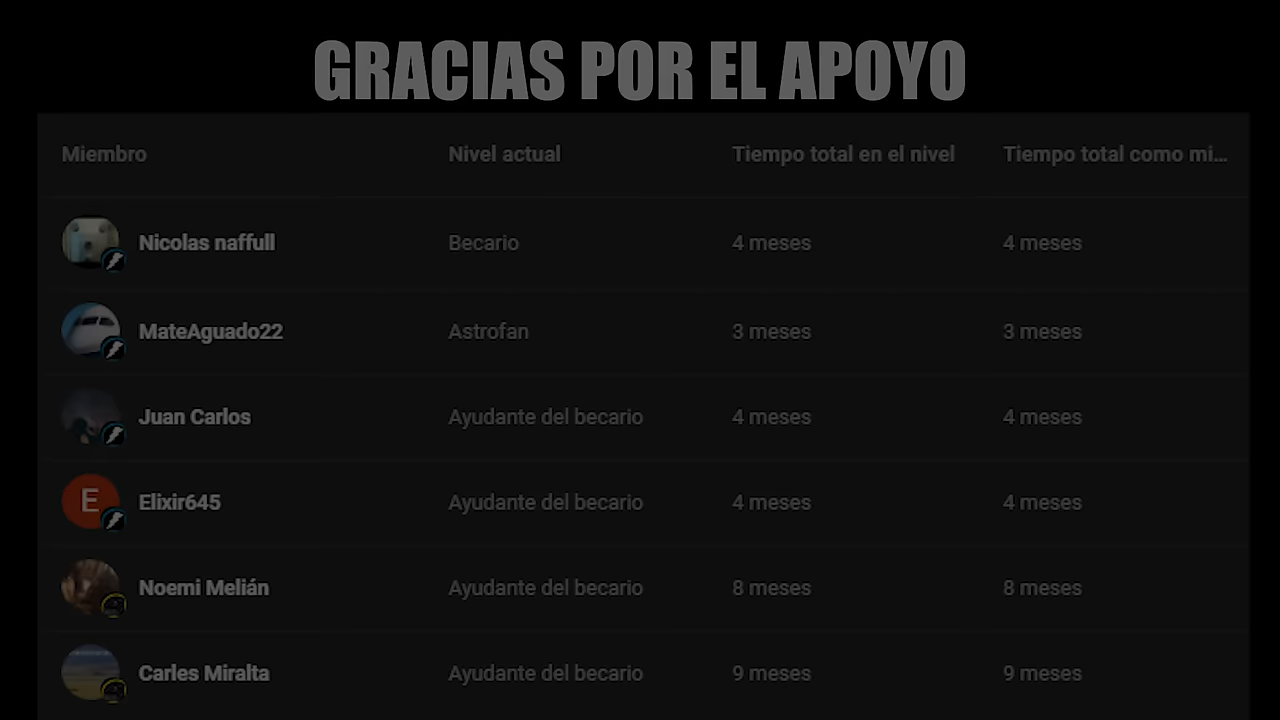 GRACIAS POR EL APOYO
Miembro Nivel actual Tiempo total en el nivel Tiempo total como mi...
Nicolas naffull Becario 4 meses 4 meses
MateAguado22 Astrofan 3 meses 3 meses
Juan Carlos Ayudante del becario 4 meses 4 meses
E Elixir645 Ayudante del becario 4 meses 4 meses
Noemi Melián Ayudante del becario 8 meses 8 meses
Carles Miralta Ayudante del becario 9 meses 9 meses